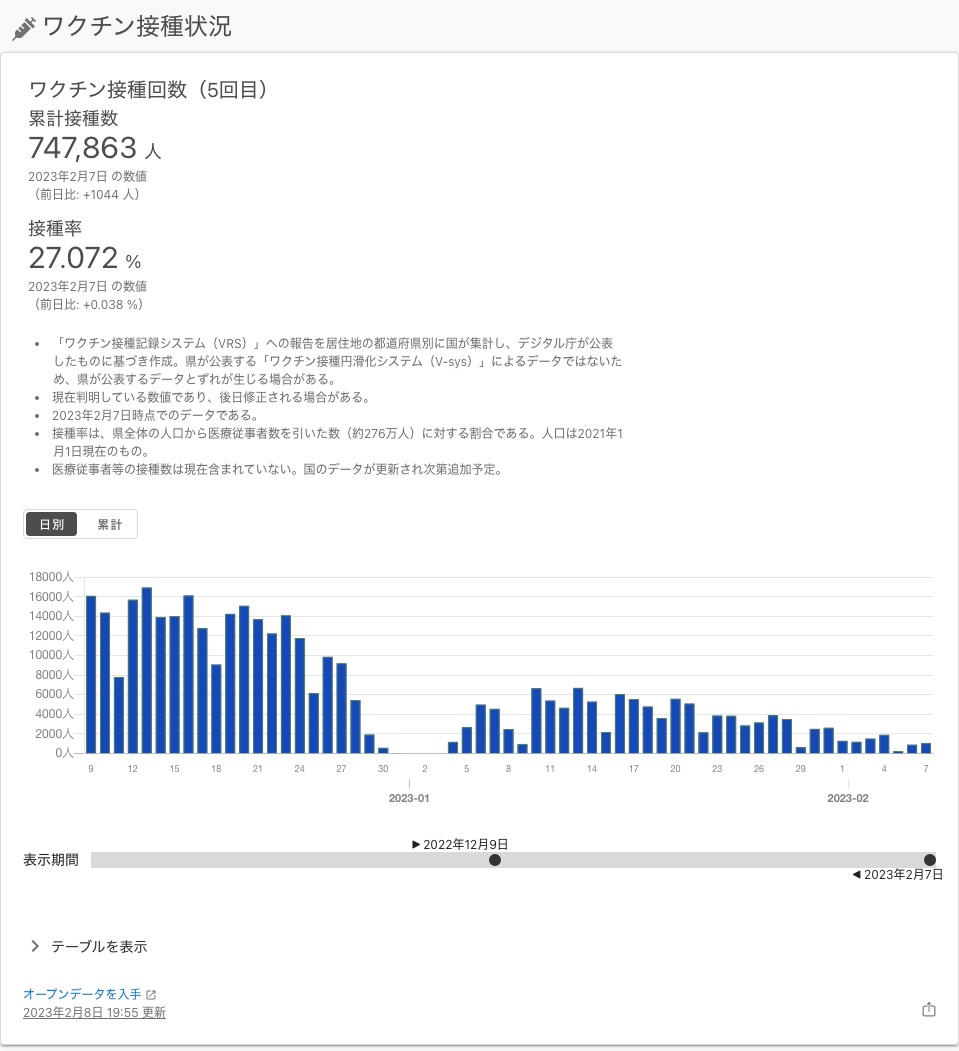 ワクチン接種状況
ワクチン接種回数（5回目）
累計接種数
747,863 人
2023年2月7日 の数値
（前日比: +1044 人）
接種率
27.072 %
2023年2月7日 の数値
（前日比: +0.038 %）
• 「ワクチン接種記録システム（VRS）」への報告を居住地の都道府県別に国が集計し、デジタル庁が公表
したものに基づき作成。県が公表する「ワクチン接種円滑化システム（V-sys）」によるデータではないた
め、県が公表するデータとずれが生じる場合がある。
• 現在判明している数値であり、後日修正される場合がある。
• 2023年2月7日時点でのデータである。
• 接種率は、県全体の人口から医療従事者数を引いた数（約276万人）に対する割合である。人口は2021年1
月1日現在のもの。
• 医療従事者等の接種数は現在含まれていない。国のデータが更新され次第追加予定。
日別 累計
18000人
16000人
14000人
12000人
10000人
8000人
6000人
4000人
2000人
0人
9 12 15 18 21 24 27 30 2 5 8 11 14 17 20 23 26 29 1 4 7
2023-01 2023-02
▶ 2022年12月9日
表示期間
◀ 2023年2月7日
テーブルを表示
オープンデータを入手
2023年2月8日 19:55 更新